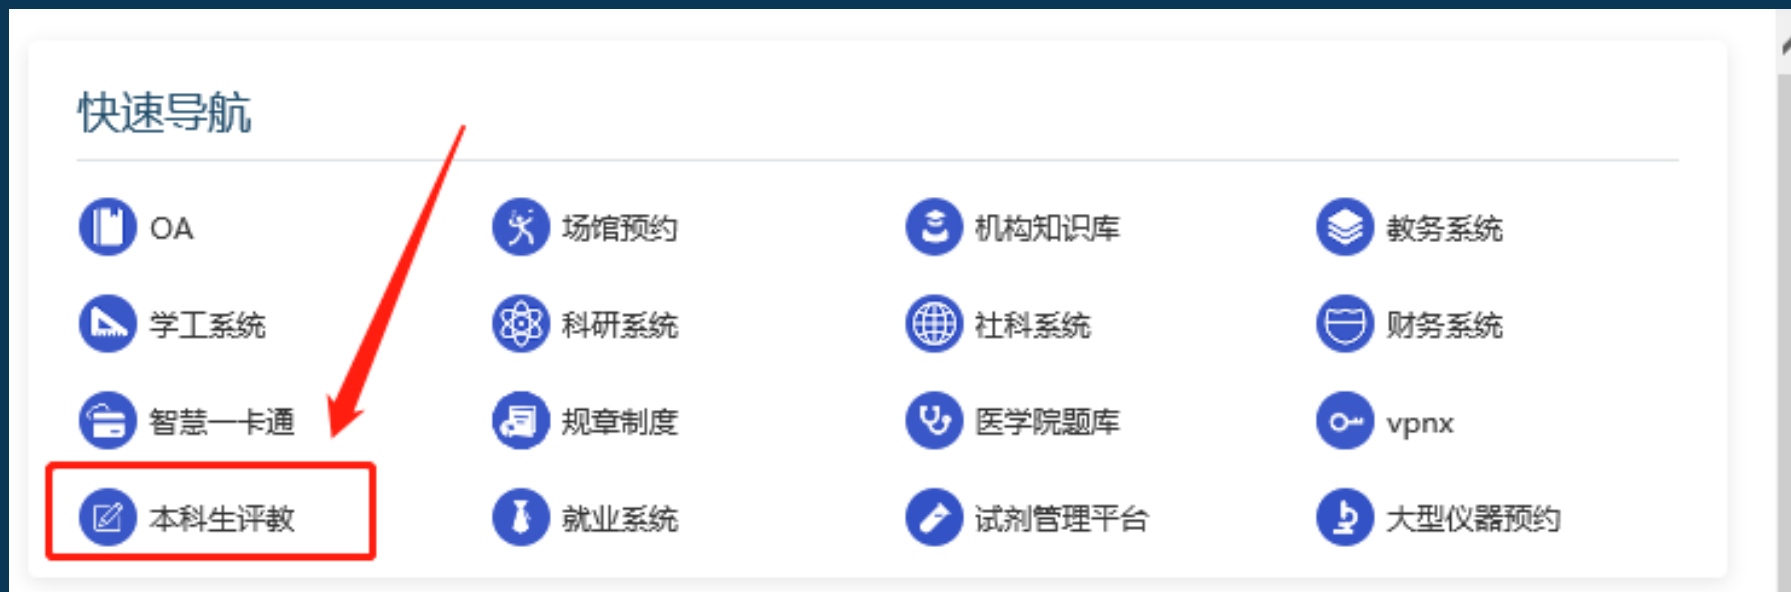 快速导航
OA 场馆预约 机构知识库 教务系统
学工系统 科研系统 社科系统 财务系统
智慧一卡通 规章制度 医学院题库 vpnx
本科生评教 就业系统 试剂管理平台 大型仪器预约